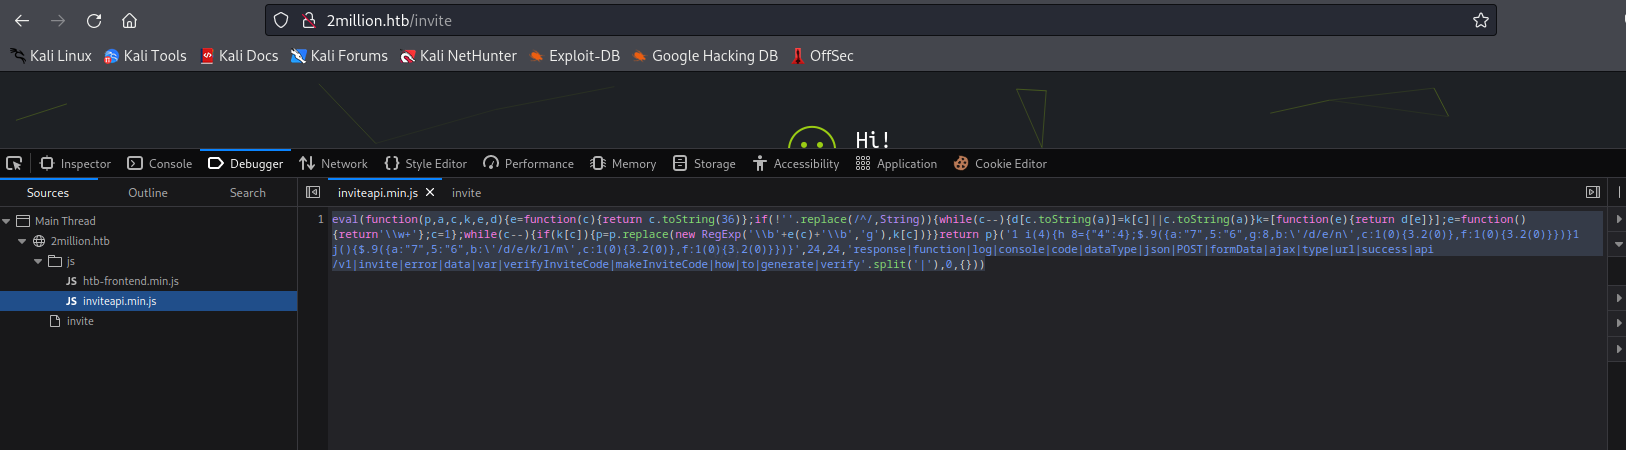 2million.htb/invite
Kali Linux Kali Tools Kali Docs Kali Forums Kali NetHunter Exploit-DB Google Hacking DB OffSec
Hi!
Inspector Console Debugger Network Style Editor Performance Memory Storage Accessibility Application Cookie Editor
Sources Outline Search inviteapi.min.js invite
Main Thread
2million.htb
js
JS htb-frontend.min.js
JS inviteapi.min.js
invite
1 eval(function(p,a,c,k,e,d){e=function(c){return c.toString(36)};if(!''.replace(/^/,String)){while(c--){d[c.toString(a)]=k[c]||c.toString(a)}k=[function(e){return d[e]}];e=function()
{return'\\w+'};c=1};while(c--){if(k[c]){p=p.replace(new RegExp('\\b'+e(c)+'\\b','g'),k[c])}}return p}('1 i(4){h 8={"4":4};$.9({a:"7",5:"6",g:8,b:\'/d/e/n\',c:1(0){3.2(0)},f:1(0){3.2(0)}})}1
j(){$.9({a:"7",5:"6",b:\'/d/e/k/l/m\',c:1(0){3.2(0)},f:1(0){3.2(0)}})}',24,24,'response|function|log|console|code|dataType|json|POST|formData|ajax|type|url|success|api
/v1|invite|error|data|var|verifyInviteCode|makeInviteCode|how|to|generate|verify'.split('|'),0,{}))